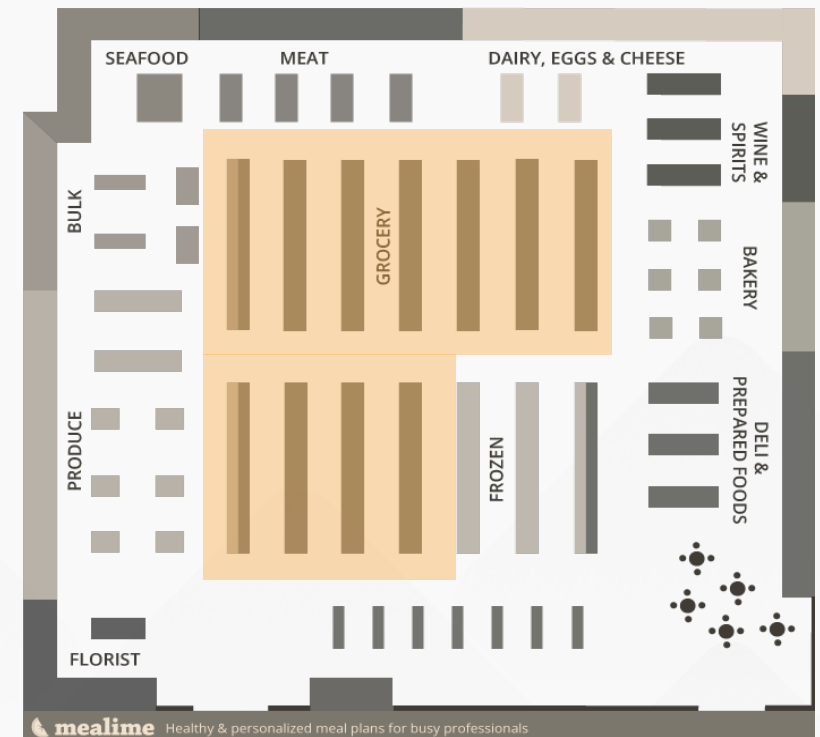 SEAFOOD
MEAT
DAIRY, EGGS & CHEESE
WINE &
SPIRITS
BULK
GROCERY
BAKERY
PRODUCE
FROZEN
DELI &
PREPARED FOODS
FLORIST
mealime Healthy & personalized meal plans for busy professionals